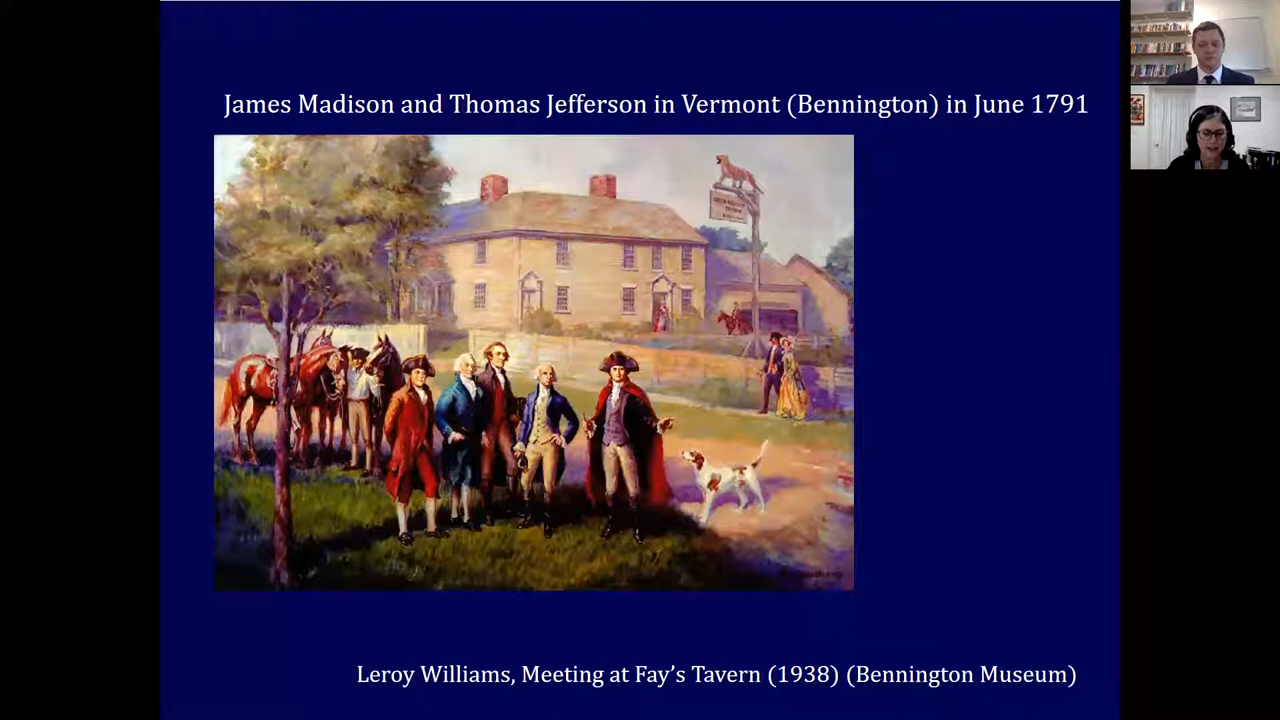 James Madison and Thomas Jefferson in Vermont (Bennington) in June 1791
Leroy Williams, Meeting at Fay's Tavern (1938) (Bennington Museum)